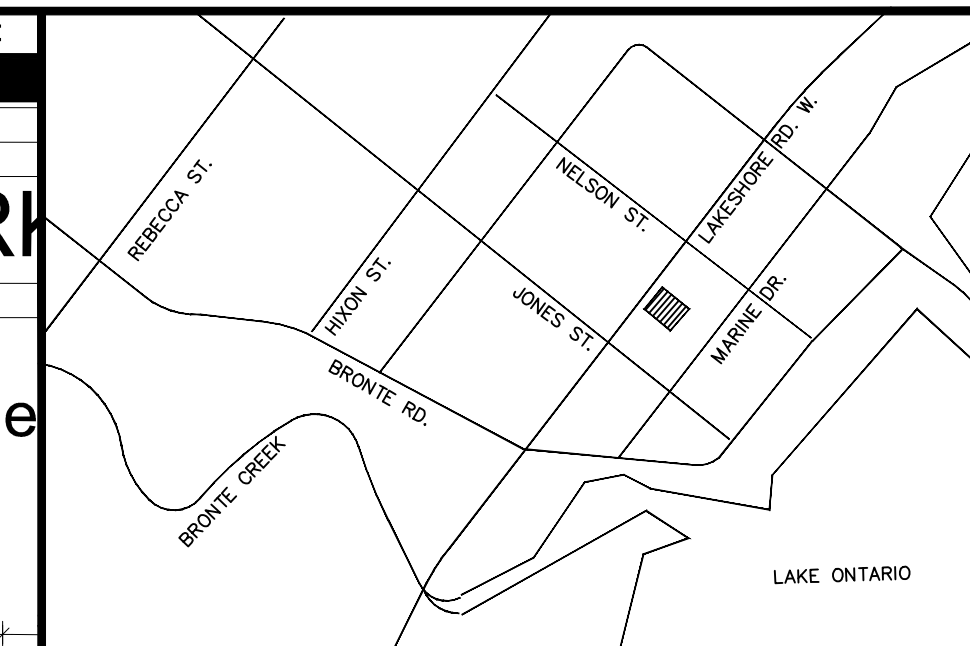 REBECCA ST.
HIXON ST.
NELSON ST.
LAKESHORE RD. W.
JONES ST.
MARINE DR.
BRONTE RD.
BRONTE CREEK
LAKE ONTARIO